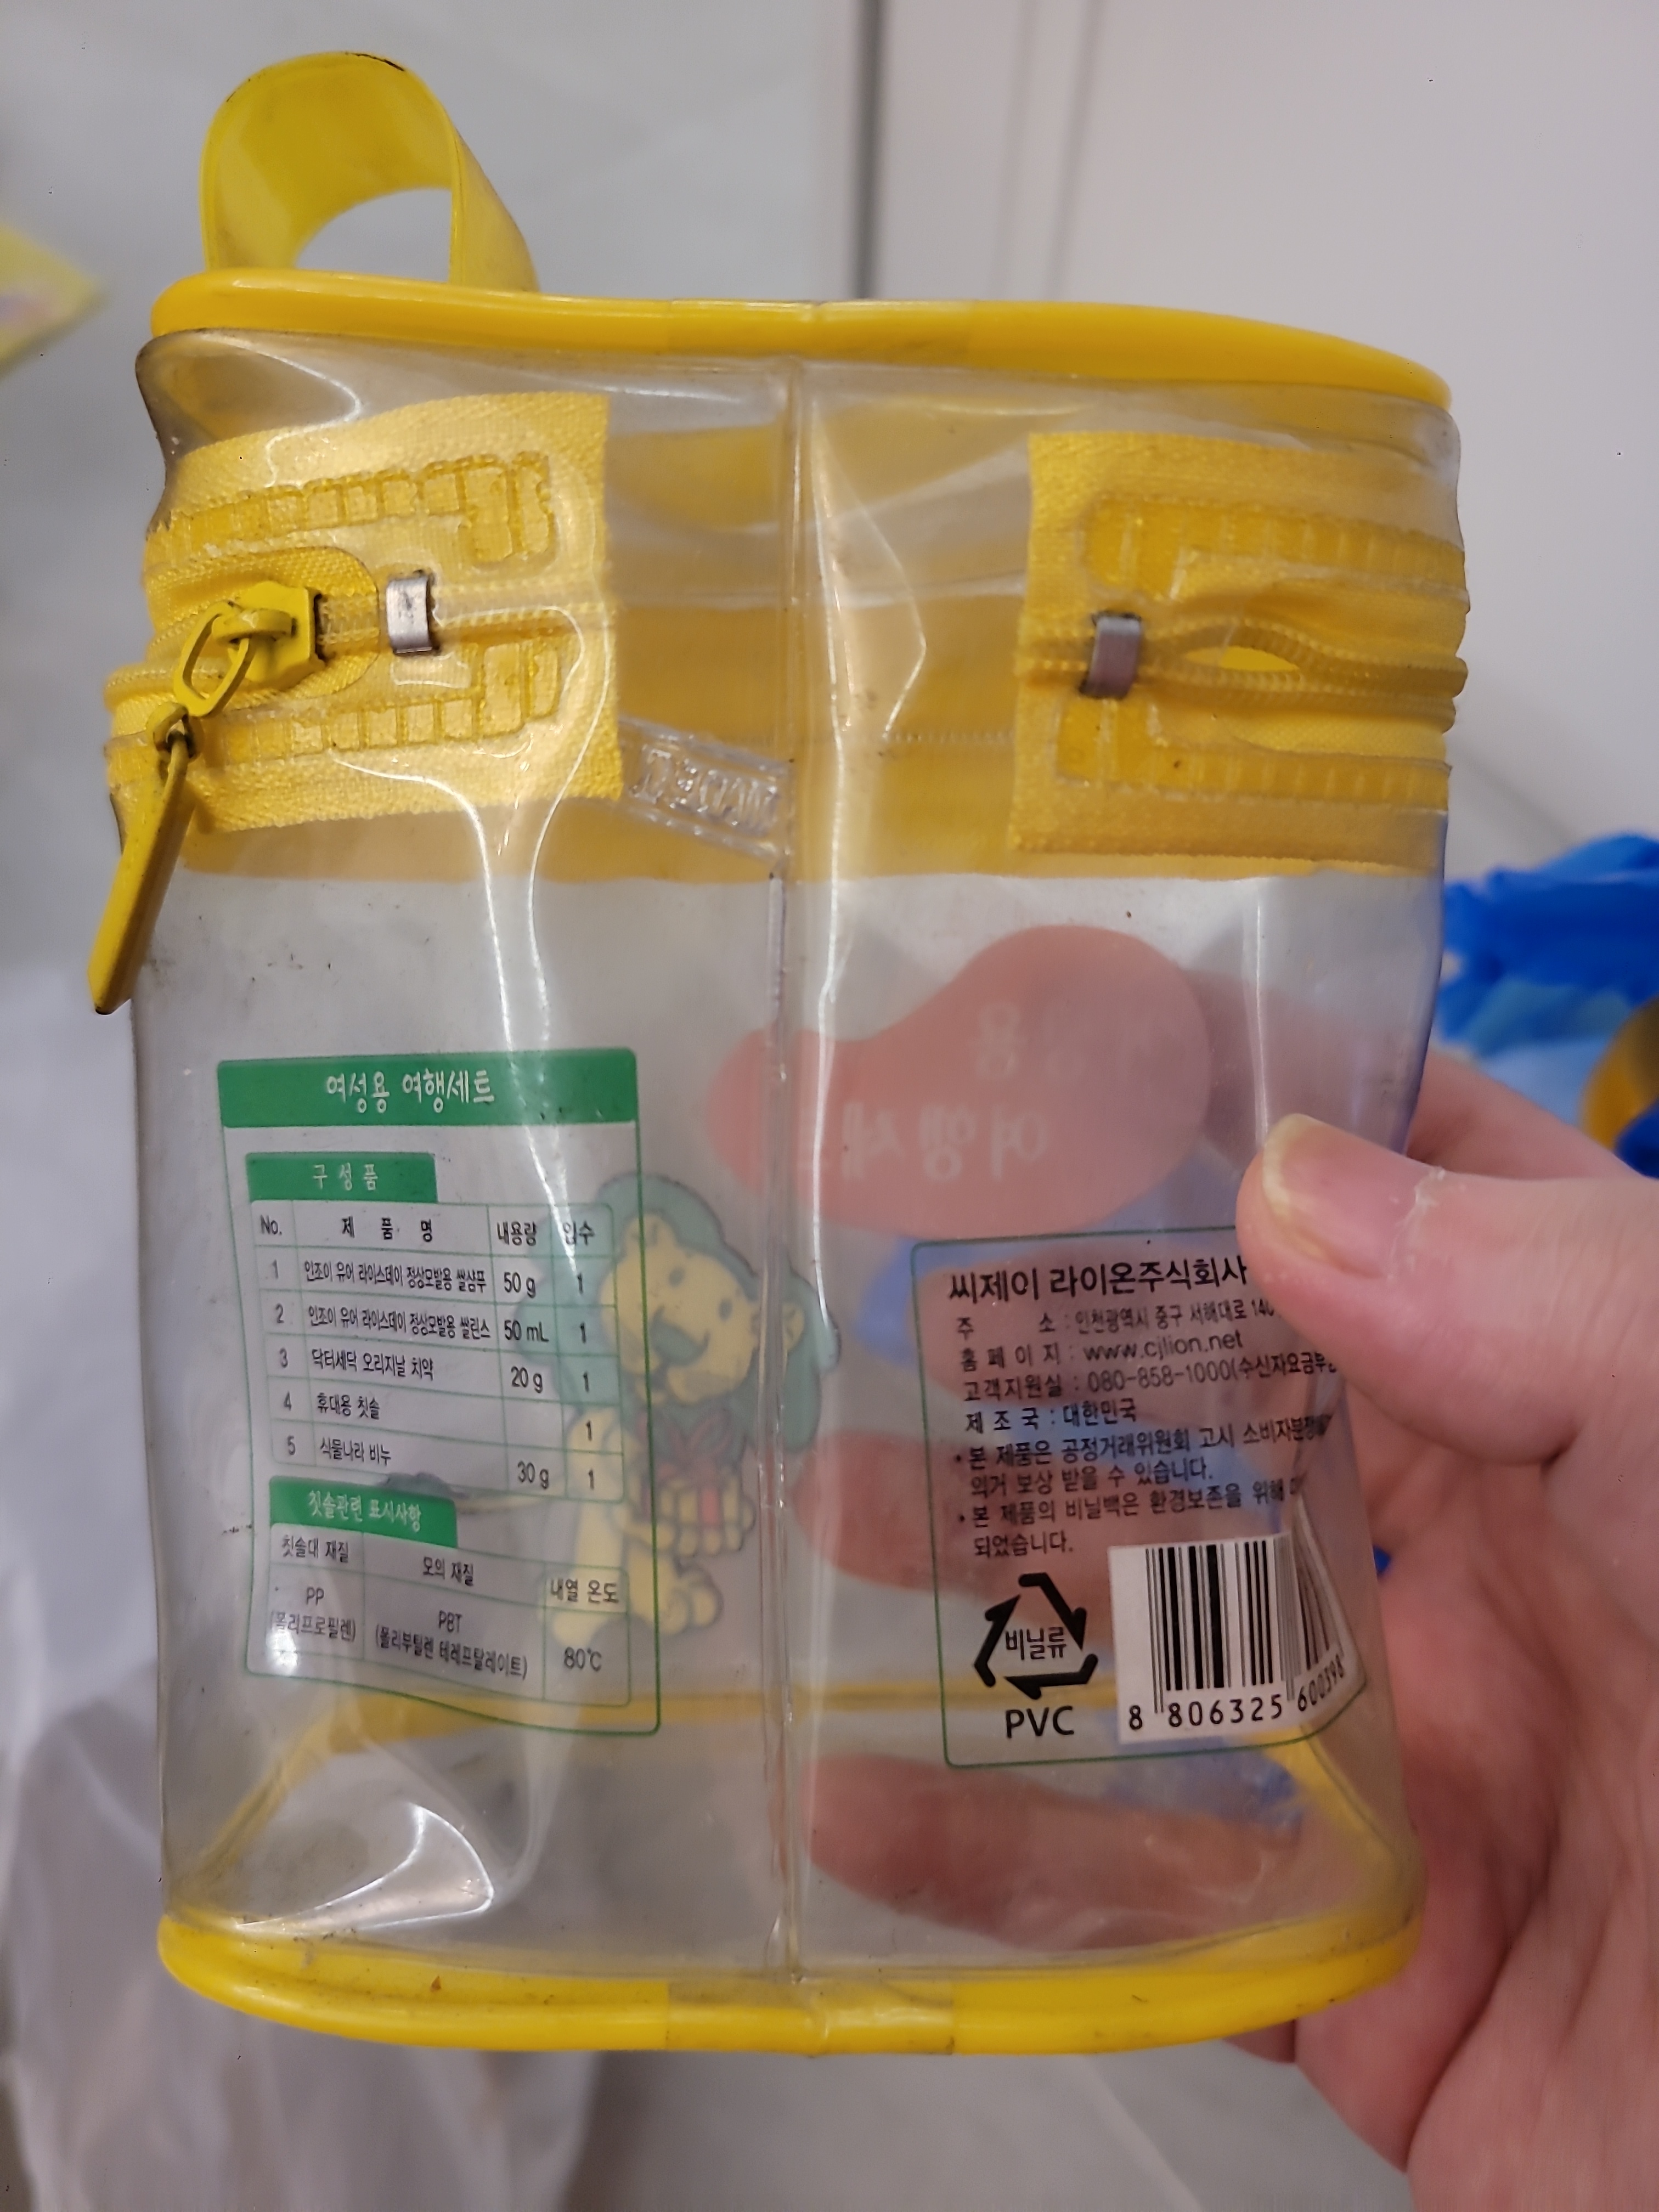 여성용 여행세트
구 성 품
No. 제 품 명 내용량 입수
1 인조이 유어 라이스데이 정상모발용 쌀샴푸 50 g 1
2 인조이 유어 라이스데이 정상모발용 쌀린스 50 mL 1
3 닥터세닥 오리지날 치약 20 g 1
4 휴대용 칫솔 1
5 식물나라 비누 30 g 1
칫솔관련 표시사항
칫솔대 재질 모의 재질 내열 온도
PP PBT 80℃
(폴리프로필렌) (폴리부틸렌 테레프탈레이트)
용
여행세
씨제이 라이온주식회사
주 소 : 인천광역시 중구 서해대로
홈 페 이 지 : www.cjlion.net
고객지원실 : 080-858-1000(수신자요금부
제 조 국 : 대한민국
• 본 제품은 공정거래위원회 고시 소비자분쟁
의거 보상 받을 수 있습니다.
• 본 제품의 비닐백은 환경보존을 위해
되었습니다.
비닐류
PVC
8 806325 600398